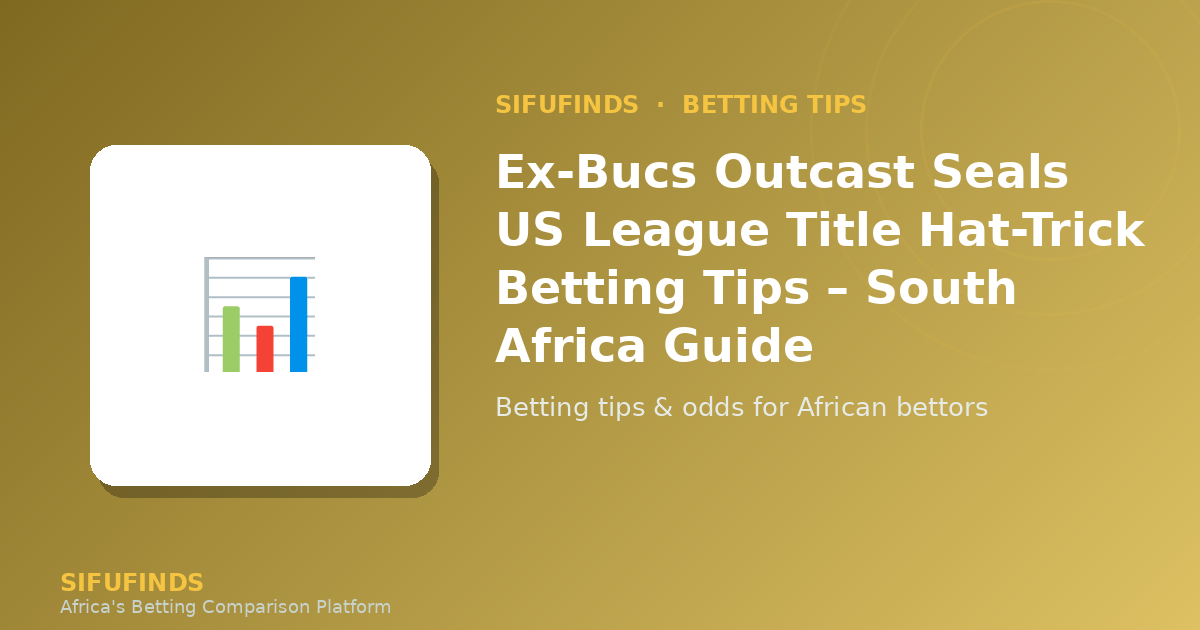 SIFUFINDS · BETTING TIPS
Ex-Bucs Outcast Seals
US League Title Hat-Trick
Betting Tips – South
Africa Guide
Betting tips & odds for African bettors
SIFUFINDS
Africa's Betting Comparison Platform